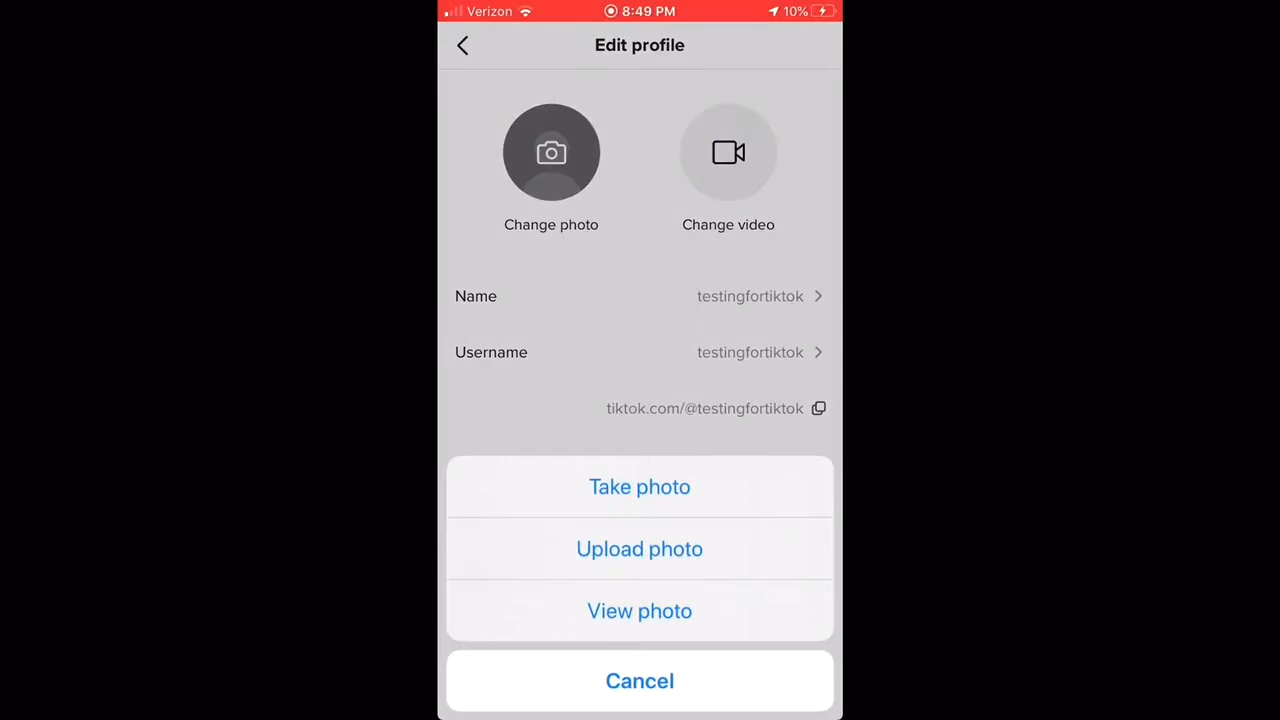 Verizon 8:49 PM 10%
Edit profile
Change photo Change video
Name testingfortiktok
Username testingfortiktok
tiktok.com/@testingfortiktok
Take photo
Upload photo
View photo
Cancel